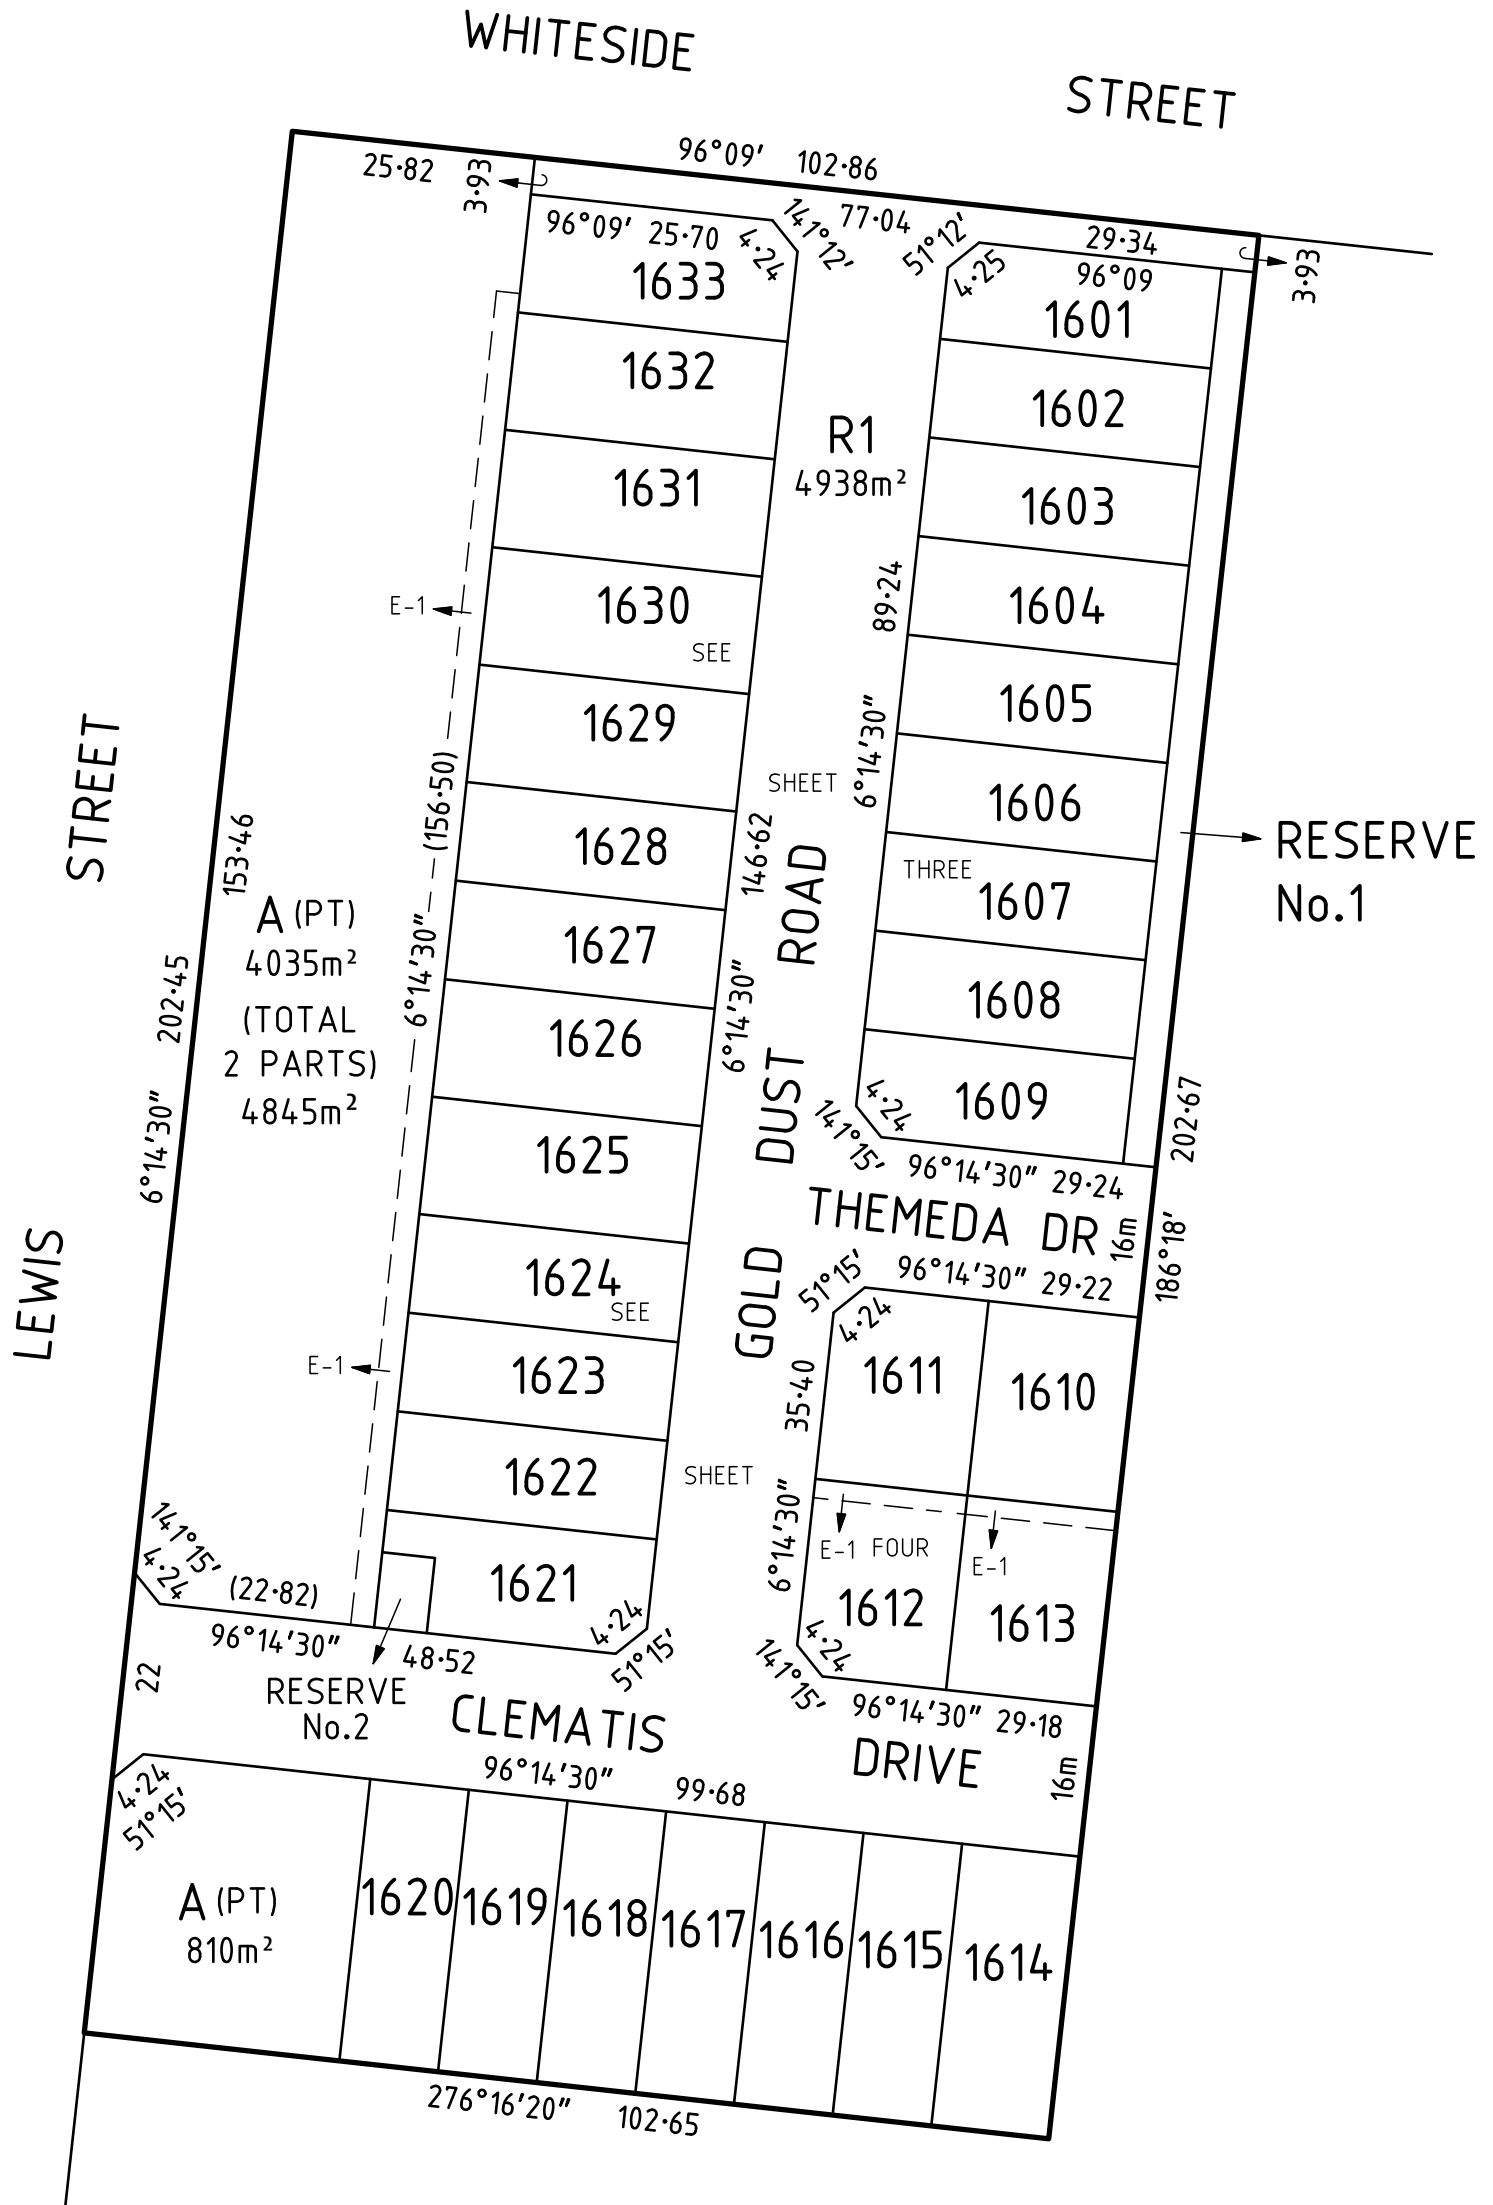 WHITESIDE
STREET
96°09' 102·86
25·82
3·93
77·04
29·34
3·93
96°09' 25·70
4·24
141°12'
51°12'
4·25
96°09
1633
1601
1632
1602
R1
4938m²
1631
1603
E-1
1630
SEE
89·24
1604
1629
6°14'30"
1605
STREET
(156·50)
SHEET
1606
RESERVE
No.1
153·46
1628
146·62
ROAD
THREE
1607
A (PT)
4035m²
(TOTAL
2 PARTS)
4845m²
6°14'30"
1627
202·45
6°14'30"
1608
1626
6°14'30"
DUST
4·24
1609
141°15'
202·67
1625
96°14'30" 29·24
THEMEDA DR
16m
186°18'
LEWIS
1624
SEE
GOLD
51°15'
96°14'30" 29·22
4·24
E-1
1623
35·40
1611
1610
1622
SHEET
6°14'30"
E-1 FOUR
E-1
141°15'
4·24
(22·82)
1621
4·24
51°15'
1612
1613
4·24
141°15'
96°14'30"
48·52
22
RESERVE
No.2
CLEMATIS
96°14'30" 29·18
DRIVE
16m
96°14'30" 99·68
4·24
51°15'
A (PT)
810m²
1620
1619
1618
1617
1616
1615
1614
276°16'20" 102·65